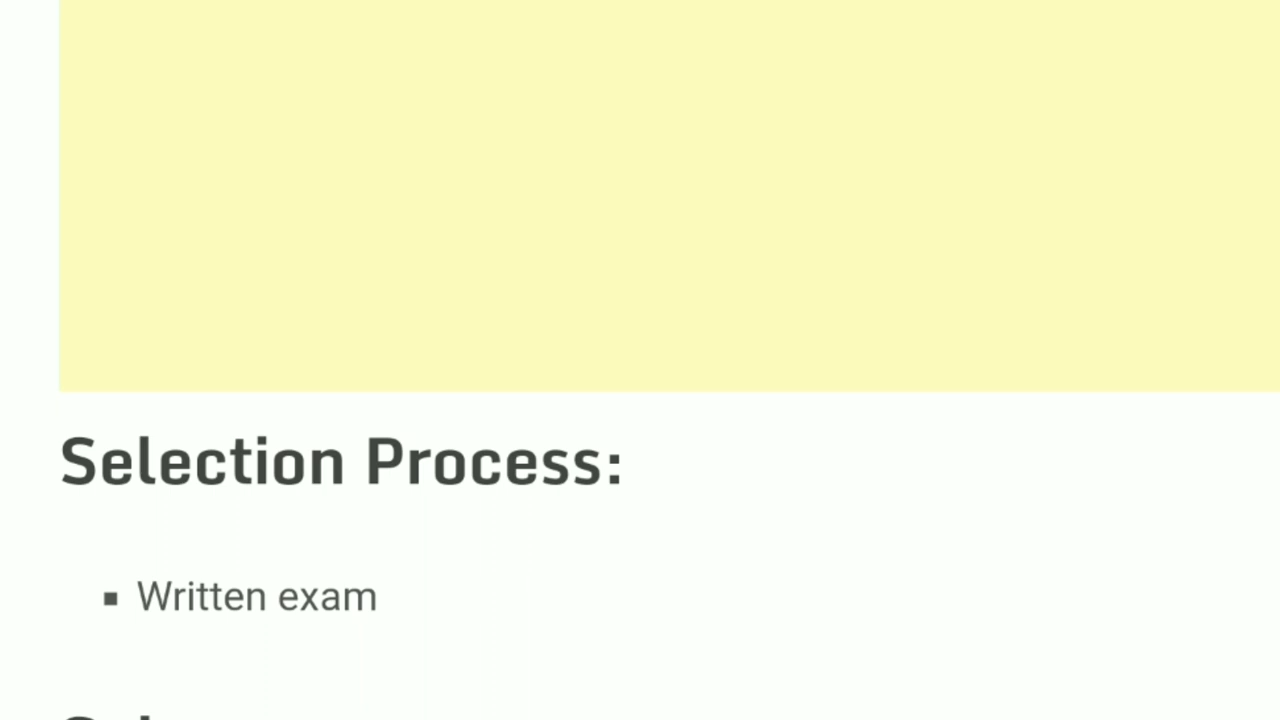 Selection Process:
▪ Written exam